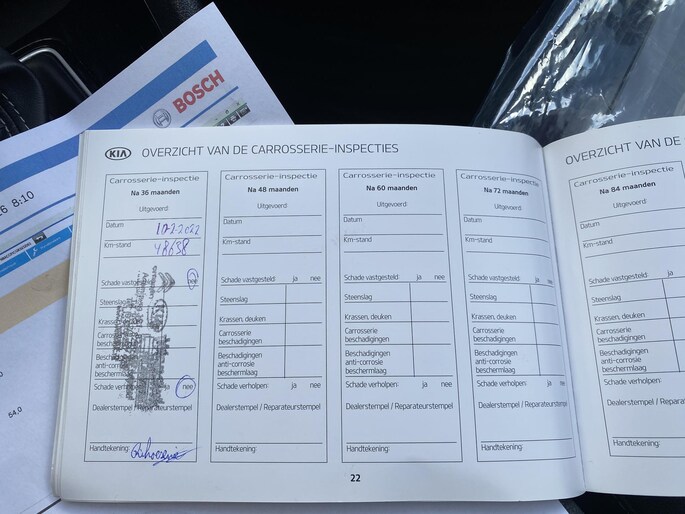 BOSCH
8:10
54,0
KIA OVERZICHT VAN DE CARROSSERIE-INSPECTIES
Carrosserie-inspectie
Na 36 maanden
Uitgevoerd:
Datum 10-2-2022
Km-stand 48638
Schade vastgesteld: nee
Steenslag
Krassen, deuken
Carrosserie
beschadigingen
Beschadigingen
anti-corrosie
beschermlaag
Schade verholpen: ja nee
Dealerstempel / Reparateurstempel
Handtekening:
Carrosserie-inspectie
Na 48 maanden
Uitgevoerd:
Datum
Km-stand
Schade vastgesteld: ja nee
Steenslag
Krassen, deuken
Carrosserie
beschadigingen
Beschadigingen
anti-corrosie
beschermlaag
Schade verholpen: ja nee
Dealerstempel / Reparateurstempel
Handtekening:
Carrosserie-inspectie
Na 60 maanden
Uitgevoerd:
Datum
Km-stand
Schade vastgesteld: ja nee
Steenslag
Krassen, deuken
Carrosserie
beschadigingen
Beschadigingen
anti-corrosie
beschermlaag
Schade verholpen: ja nee
Dealerstempel / Reparateurstempel
Handtekening:
Carrosserie-inspectie
Na 72 maanden
Uitgevoerd:
Datum
Km-stand
Schade vastgesteld: ja nee
Steenslag
Krassen, deuken
Carrosserie
beschadigingen
Beschadigingen
anti-corrosie
beschermlaag
Schade verholpen: ja nee
Dealerstempel / Reparateurstempel
Handtekening:
22
OVERZICHT VAN DE
Carrosserie-inspectie
Na 84 maanden
Uitgevoerd:
Datum
Km-stand
Schade vastgesteld:
Steenslag
Krassen, deuken
Carrosserie
beschadigingen
Beschadigingen
anti-corrosie
beschermlaag
Schade verholpen:
Dealerstempel / Repara
Handtekening: